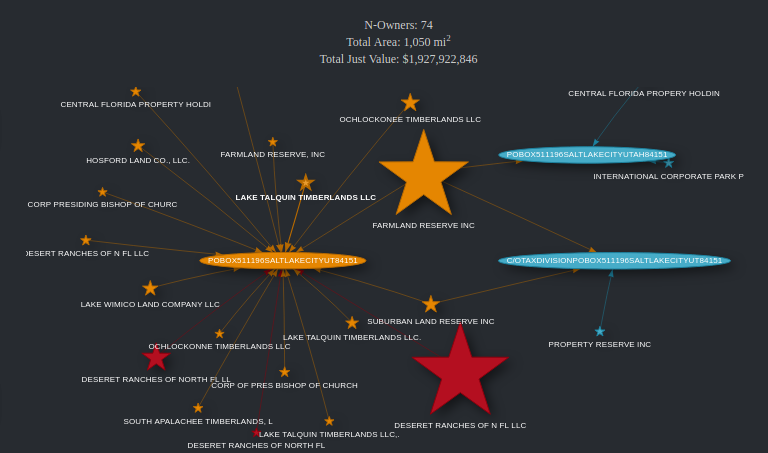 N-Owners: 74
Total Area: 1,050 mi2
Total Just Value: $1,927,922,846
CENTRAL FLORIDA PROPERY HOLDIN
CENTRAL FLORIDA PROPERTY HOLDI
OCHLOCKONEE TIMBERLANDS LLC
FARMLAND RESERVE, INC
POBOX511196SALTLAKECITYUTAH84151
HOSFORD LAND CO., LLC.
INTERNATIONAL CORPORATE PARK P
LAKE TALQUIN TIMBERLANDS LLC
CORP PRESIDING BISHOP OF CHURC
FARMLAND RESERVE INC
DESERT RANCHES OF N FL LLC
POBOX511196SALTLAKECITYUT84151
C/OTAXDIVISIONPOBOX511196SALTLAKECITYUT84151
LAKE WIMICO LAND COMPANY LLC
SUBURBAN LAND RESERVE INC
LAKE TALQUIN TIMBERLANDS LLC.
OCHLOCKONNE TIMBERLANDS LLC
PROPERTY RESERVE INC
DESERET RANCHES OF NORTH FL LL
CORP OF PRES BISHOP OF CHURCH
SOUTH APALACHEE TIMBERLANDS, L
DESERET RANCHES OF N FL LLC
LAKE TALQUIN TIMBERLANDS LLC,.
DESERET RANCHES OF NORTH FL